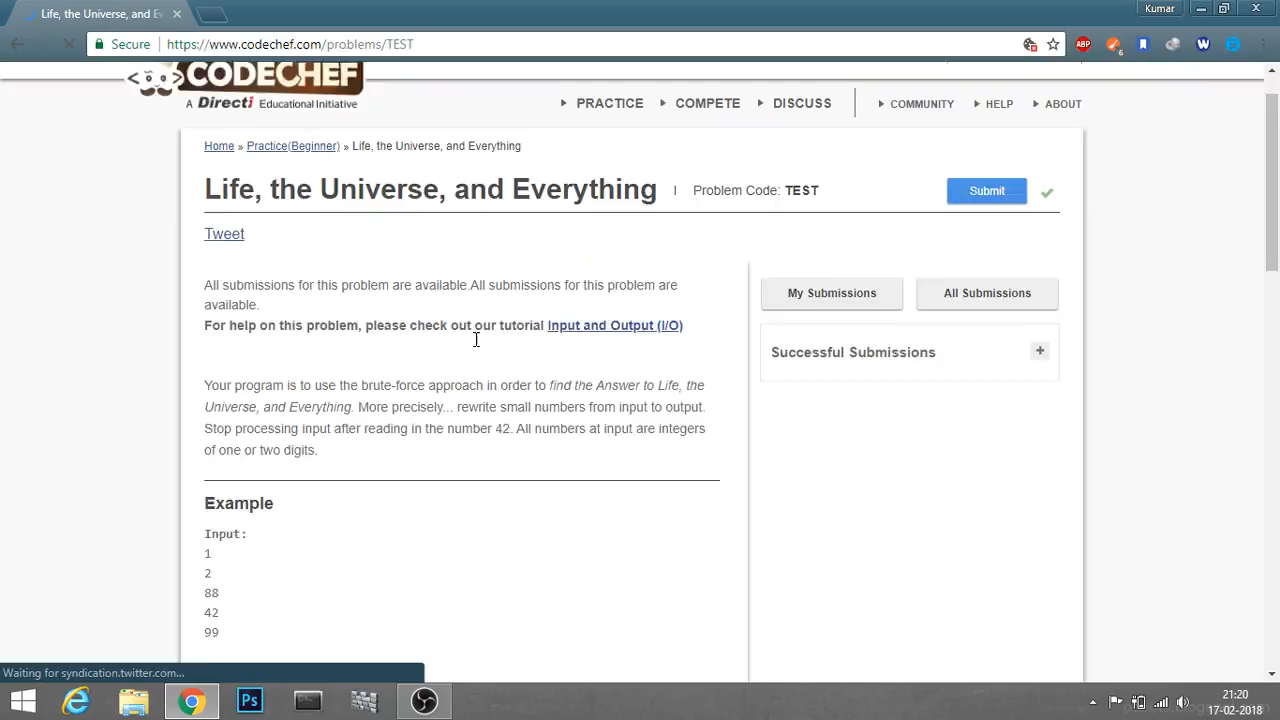 Life, the Universe, and Ev
Kumar
Secure
https://www.codechef.com/problems/TEST
ABP
6
W
CODECHEF
A Directi Educational Initiative
PRACTICE
COMPETE
DISCUSS
COMMUNITY
HELP
ABOUT
Home » Practice(Beginner) » Life, the Universe, and Everything
Life, the Universe, and Everything
Problem Code: TEST
Submit
Tweet
All submissions for this problem are available.All submissions for this problem are
available.
For help on this problem, please check out our tutorial Input and Output (I/O)
My Submissions
All Submissions
Successful Submissions
+
Your program is to use the brute-force approach in order to find the Answer to Life, the
Universe, and Everything. More precisely... rewrite small numbers from input to output.
Stop processing input after reading in the number 42. All numbers at input are integers
of one or two digits.
Example
Input:
1
2
88
42
99
Waiting for syndication.twitter.com...
Ps
21:20
17-02-2018